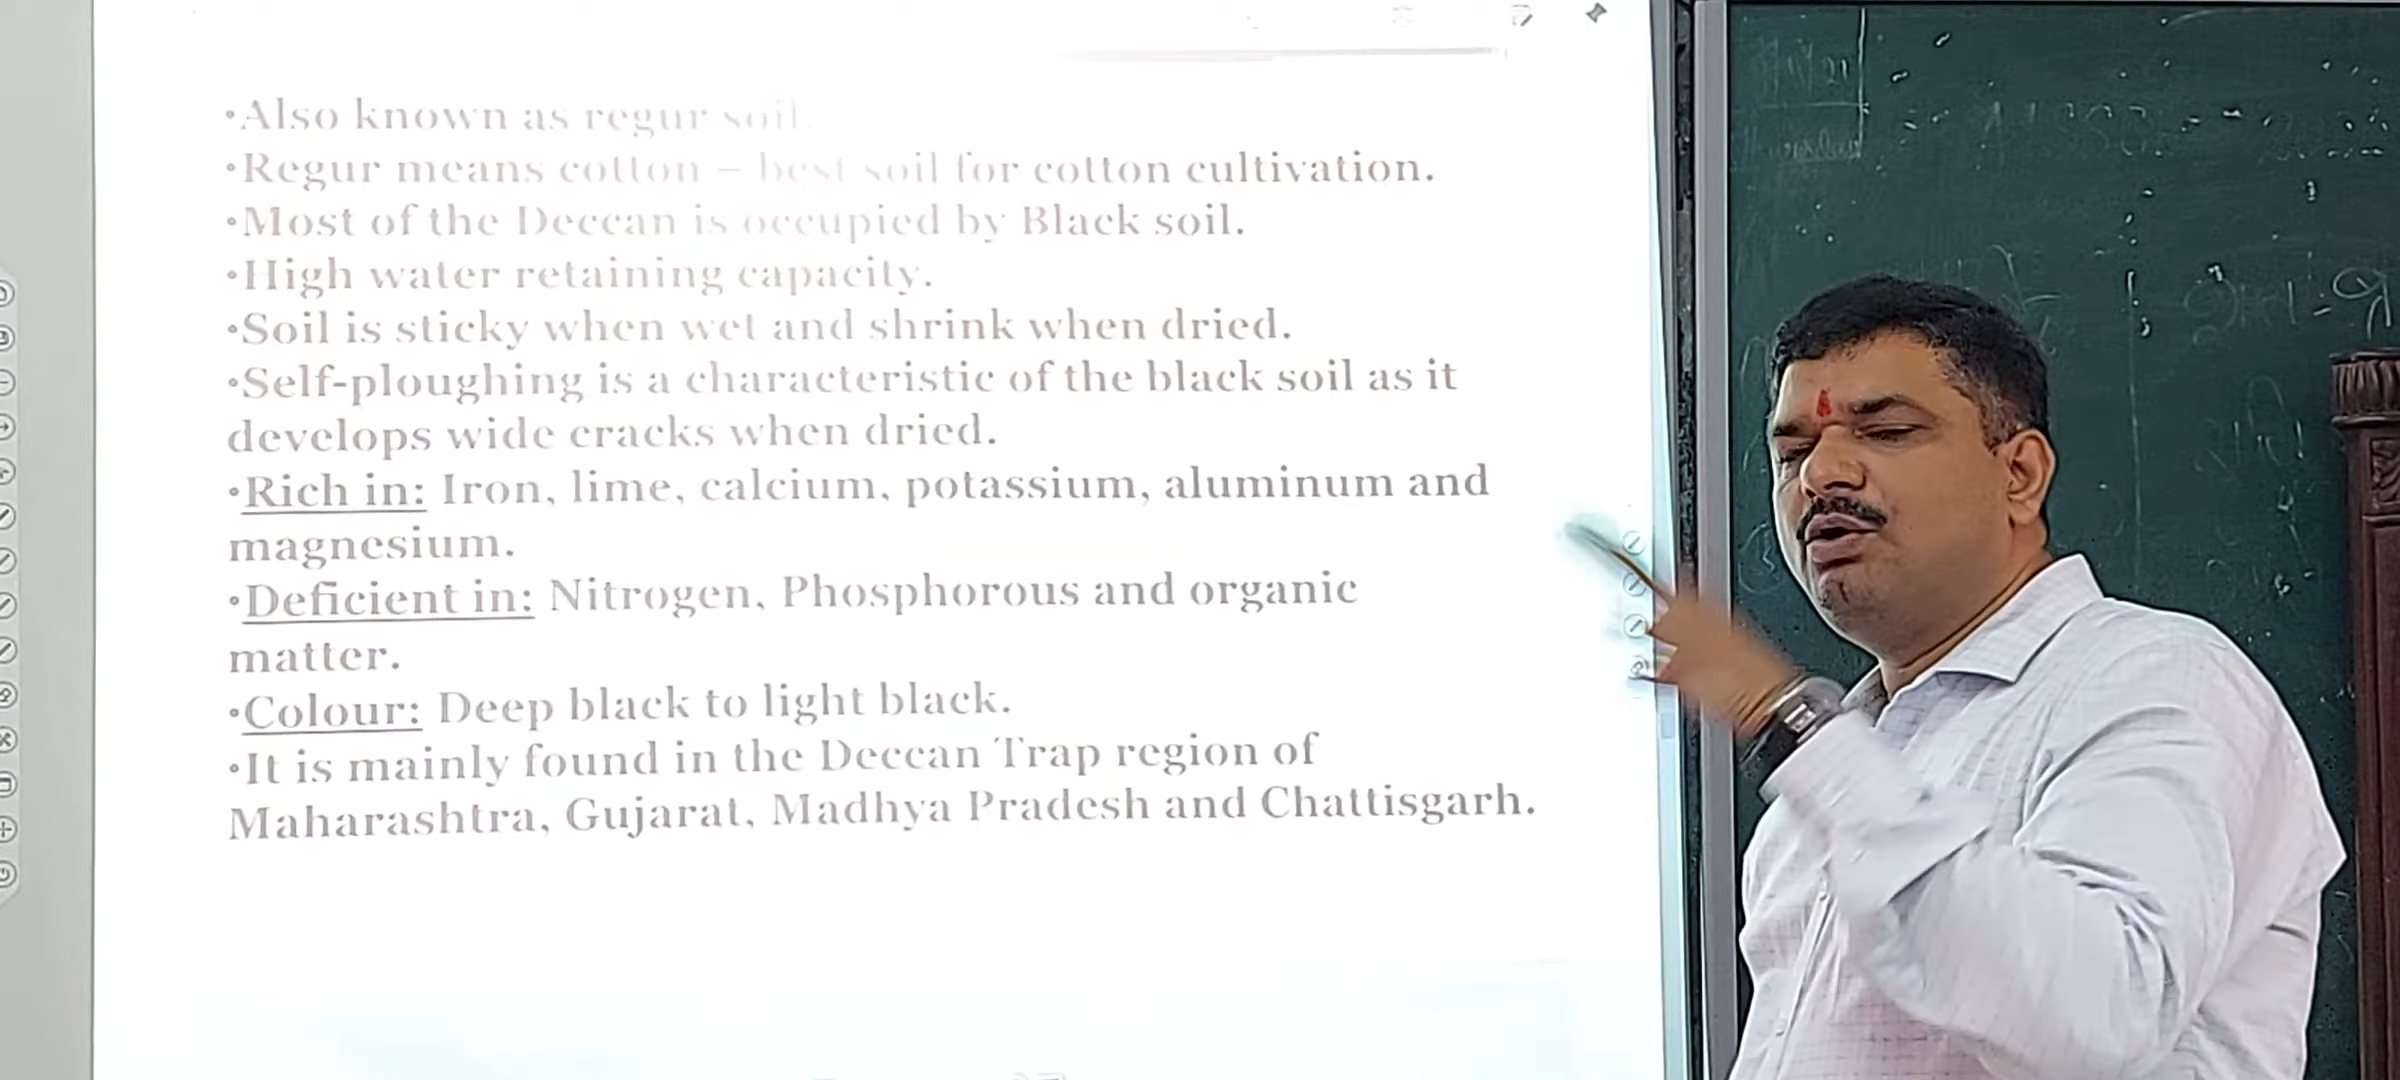 •Also known as regur soil.
•Regur means cotton – best soil for cotton cultivation.
•Most of the Deccan is occupied by Black soil.
•High water retaining capacity.
•Soil is sticky when wet and shrink when dried.
•Self-ploughing is a characteristic of the black soil as it
develops wide cracks when dried.
•Rich in: Iron, lime, calcium, potassium, aluminum and
magnesium.
•Deficient in: Nitrogen, Phosphorous and organic
matter.
•Colour: Deep black to light black.
•It is mainly found in the Deccan Trap region of
Maharashtra, Gujarat, Madhya Pradesh and Chattisgarh.